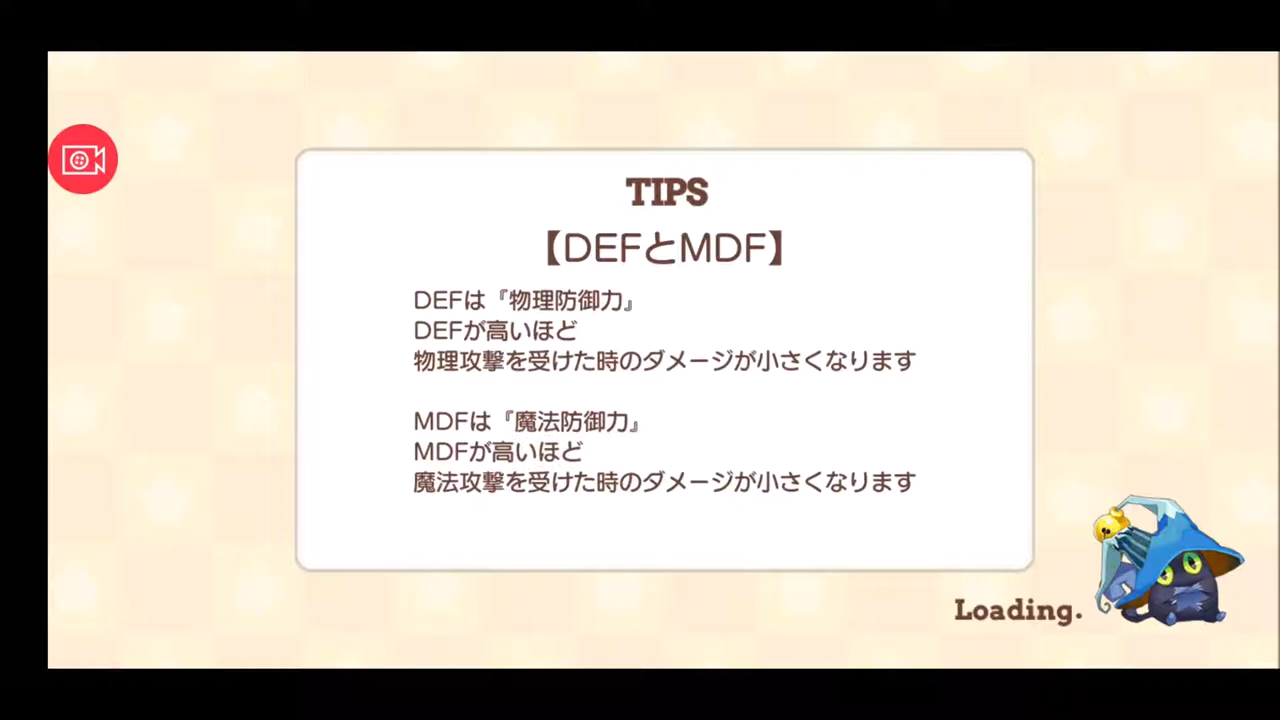 TIPS
【DEFとMDF】
DEFは『物理防御力』
DEFが高いほど
物理攻撃を受けた時のダメージが小さくなります
MDFは『魔法防御力』
MDFが高いほど
魔法攻撃を受けた時のダメージが小さくなります
Loading.